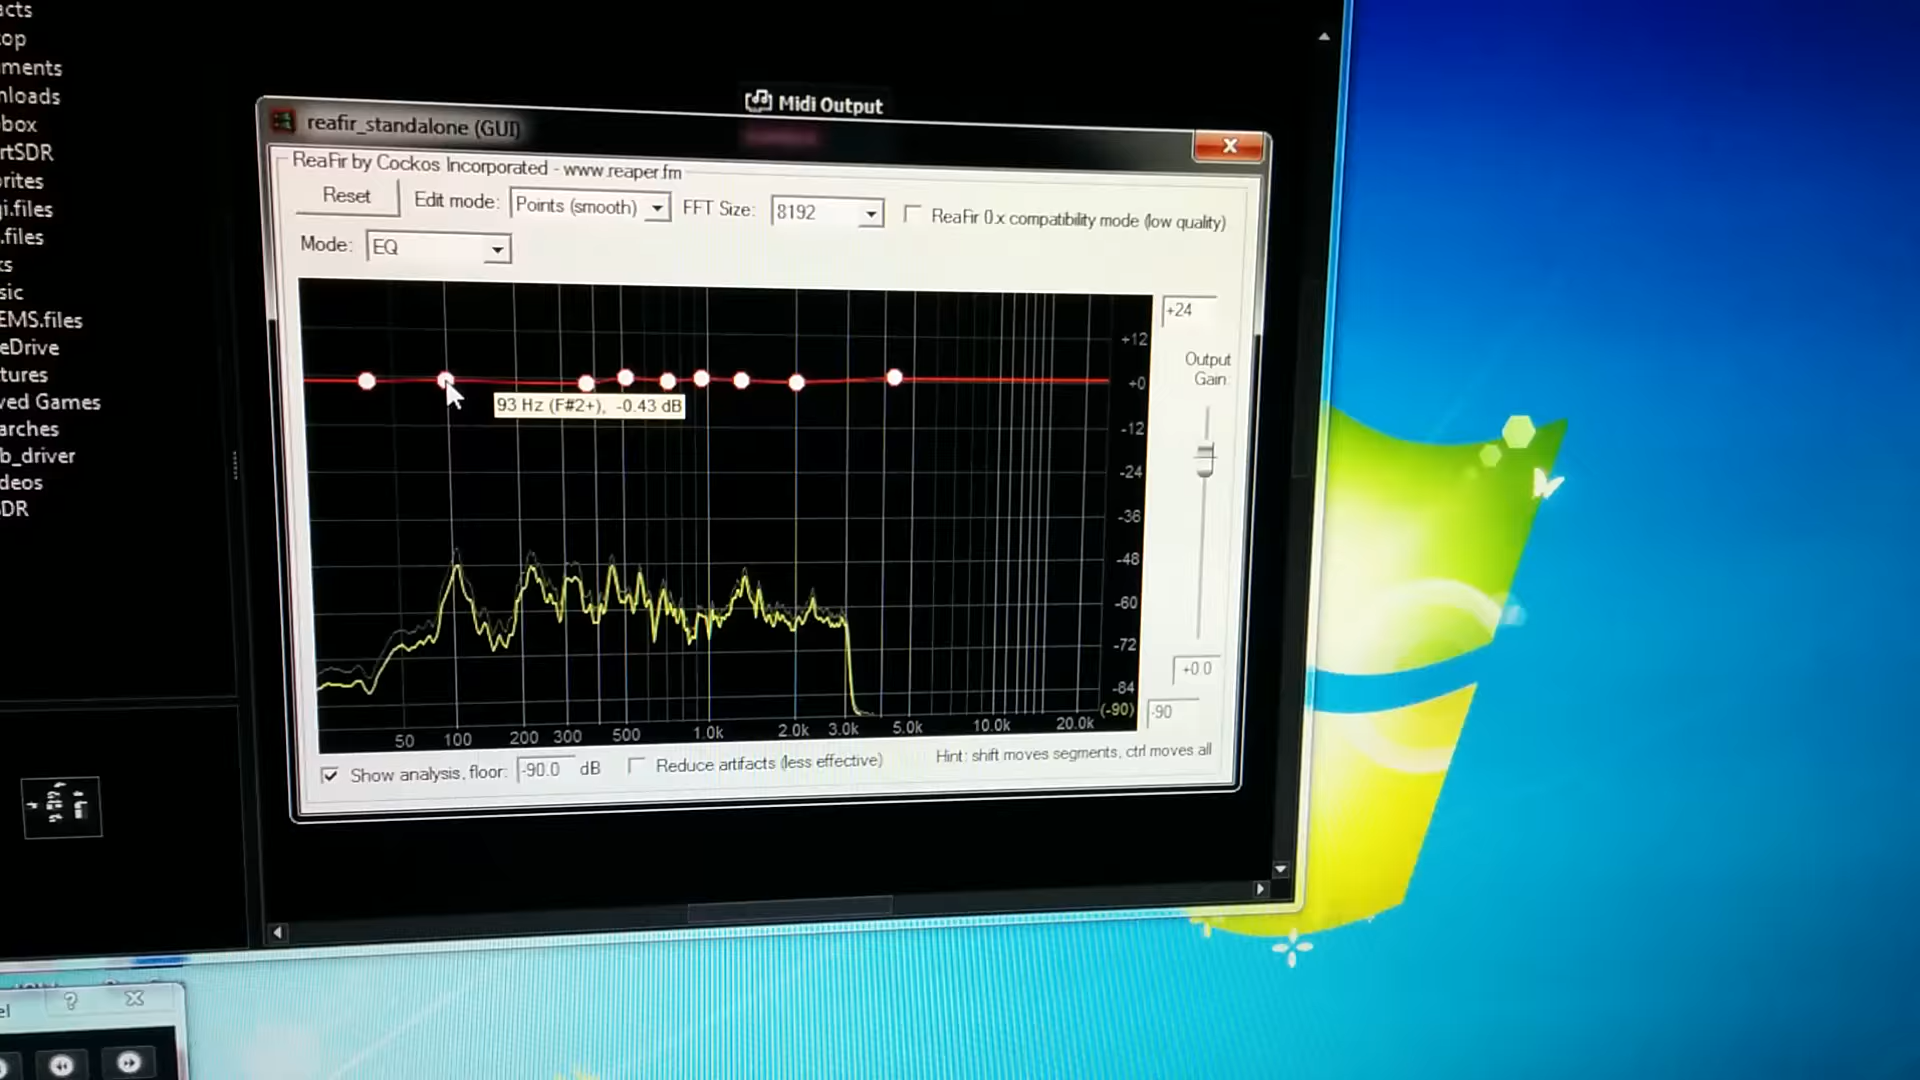 acts
op
ments
nloads
box
rtSDR
rites
i.files
.files
s
sic
EMS.files
eDrive
tures
ved Games
arches
b_driver
deos
DR
Midi Output
reafir_standalone (GUI)
ReaFir by Cockos Incorporated - www.reaper.fm
Reset Edit mode: Points (smooth) FFT Size: 8192 ReaFir 0.x compatibility mode (low quality)
Mode: EQ
+24
+12
Output
Gain:
+0
93 Hz (F#2+), -0.43 dB
-12
-24
-36
-48
-60
-72
+0.0
-84
(-90) -90
50 100 200 300 500 1.0k 2.0k 3.0k 5.0k 10.0k 20.0k
Show analysis, floor: -90.0 dB Reduce artifacts (less effective) Hint: shift moves segments, ctrl moves all
el ?